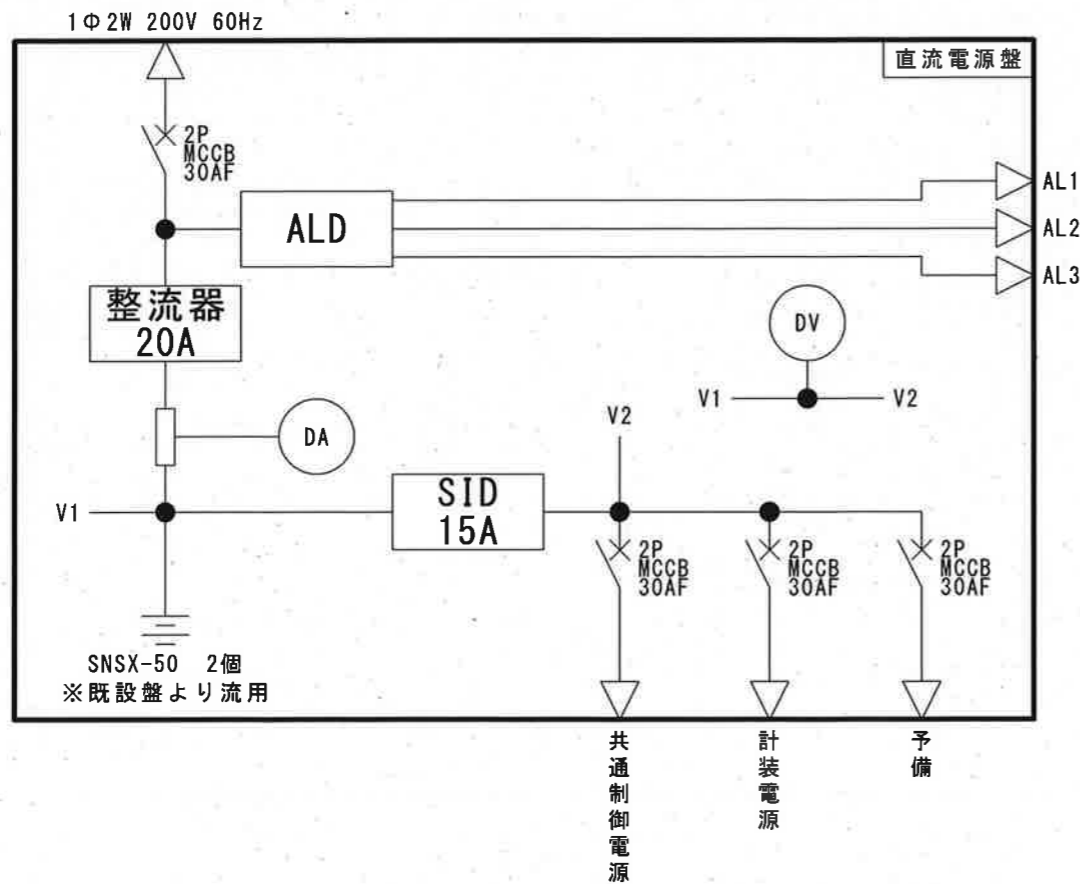 1Φ2W 200V 60Hz
直流電源盤
2P
MCCB
30AF
ALD
AL1
AL2
AL3
整流器
20A
DV
V1
V2
DA
V2
V1
SID
15A
2P
MCCB
30AF
2P
MCCB
30AF
2P
MCCB
30AF
SNSX-50 2個
※既設盤より流用
共通制御電源
計装電源
予備